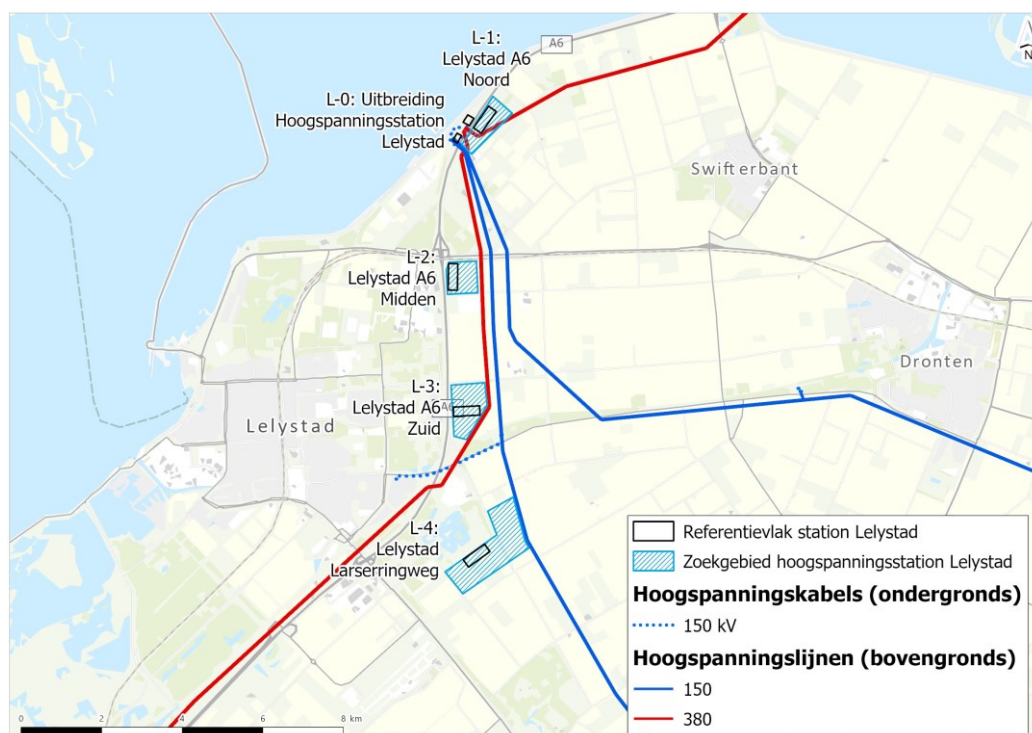 L-1:
Lelystad A6
Noord
A6
N
L-0: Uitbreiding
Hoogspanningsstation
Lelystad
Swifterbant
L-2:
Lelystad A6
Midden
Dronten
L-3:
Lelystad A6
Zuid
A6
Lelystad
L-4:
Lelystad
Larserringweg
Referentievlak station Lelystad
Zoekgebied hoogspanningsstation Lelystad
Hoogspanningskabels (ondergronds)
150 kV
Hoogspanningslijnen (bovengronds)
150
380
0 2 4 6 8 km